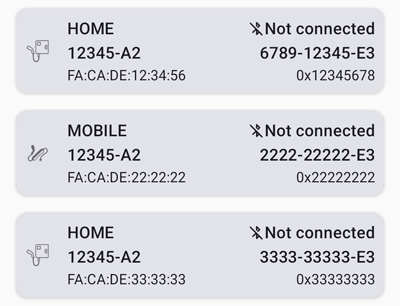 HOME Not connected
12345-A2 6789-12345-E3
FA:CA:DE:12:34:56 0x12345678
MOBILE Not connected
12345-A2 2222-22222-E3
FA:CA:DE:22:22:22 0x22222222
HOME Not connected
12345-A2 3333-33333-E3
FA:CA:DE:33:33:33 0x33333333